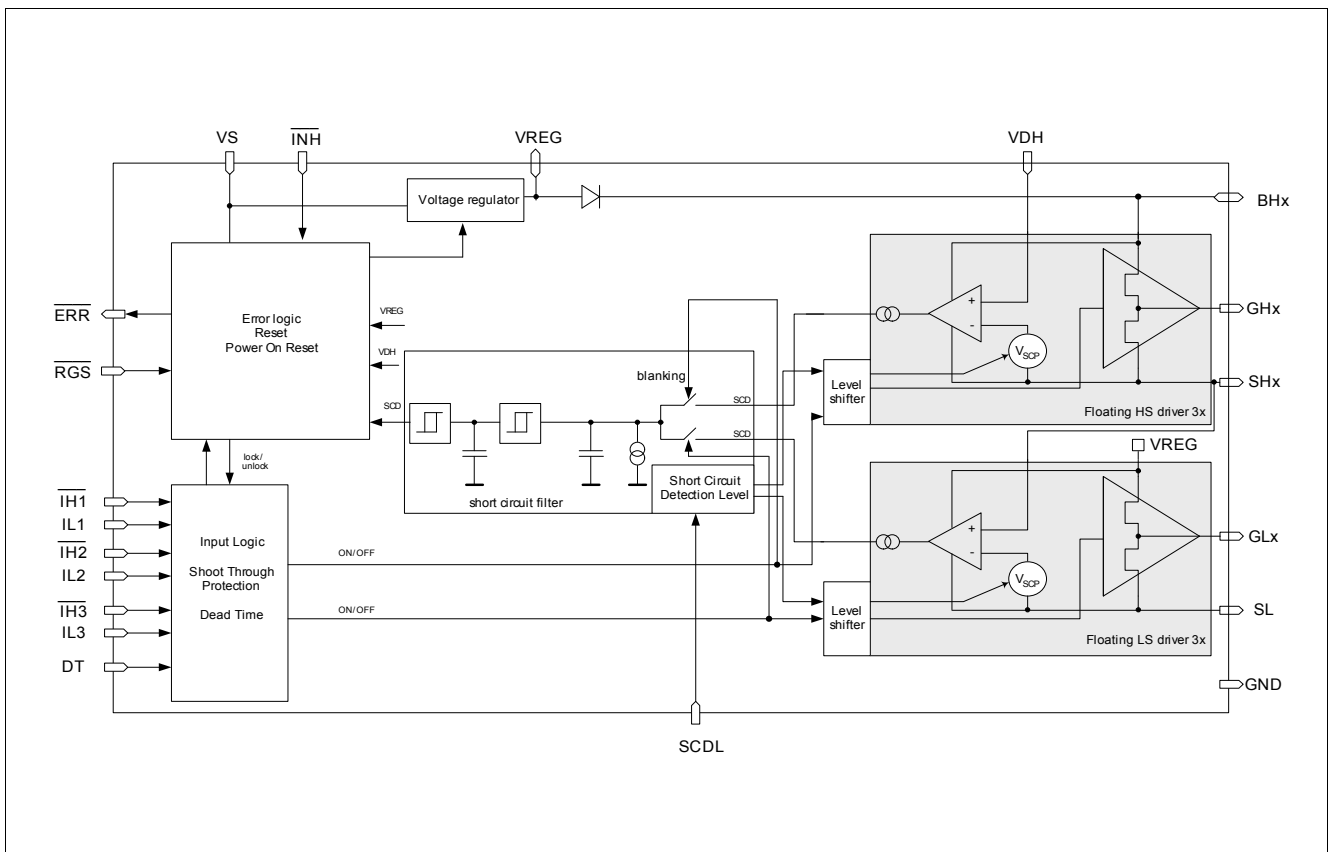 VS
INH
VREG
VDH
Voltage regulator
BHx
ERR
Error logic
Reset
Power On Reset
VREG
VDH
SCD
RGS
blanking
SCD
SCD
+
-
VSCP
Level
shifter
GHx
SHx
Floating HS driver 3x
VREG
lock/
unlock
short circuit filter
Short Circuit
Detection Level
IH1
IL1
IH2
IL2
IH3
IL3
DT
Input Logic
Shoot Through
Protection
Dead Time
ON/OFF
ON/OFF
+
-
VSCP
Level
shifter
GLx
SL
Floating LS driver 3x
GND
SCDL